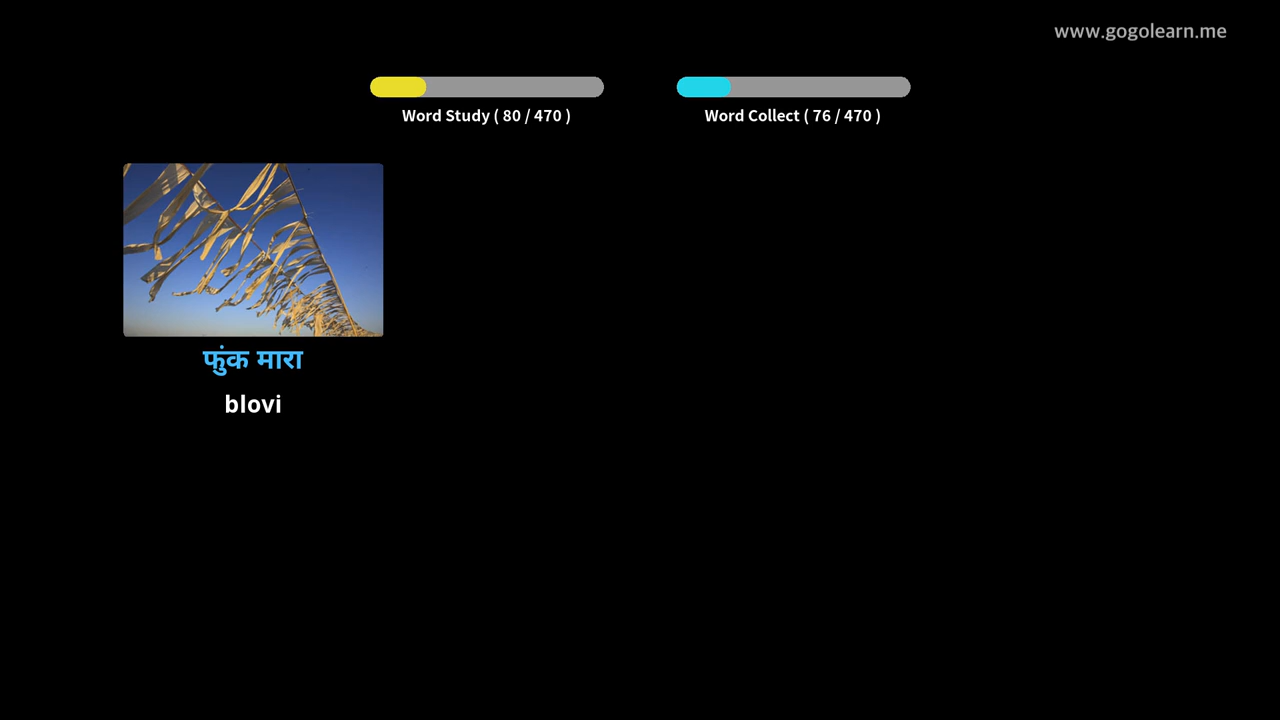 www.gogolearn.me
Word Study ( 80 / 470 )
Word Collect ( 76 / 470 )
फुंक मारा
blovi